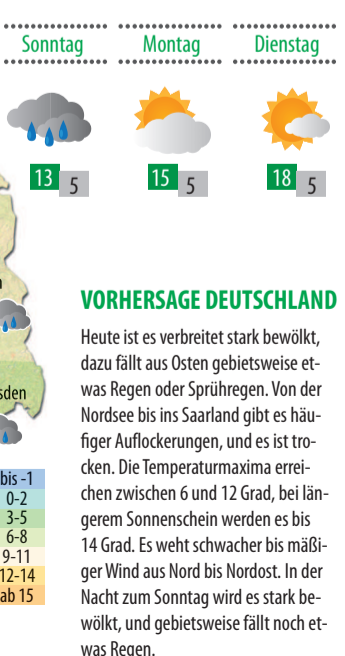 Sonntag Montag Dienstag
13 5 15 5 18 5
VORHERSAGE DEUTSCHLAND
Heute ist es verbreitet stark bewölkt,
dazu fällt aus Osten gebietsweise et-
was Regen oder Sprühregen. Von der
Nordsee bis ins Saarland gibt es häu-
figer Auflockerungen, und es ist tro-
cken. Die Temperaturmaxima errei-
chen zwischen 6 und 12 Grad, bei län-
gerem Sonnenschein werden es bis
14 Grad. Es weht schwacher bis mäßi-
ger Wind aus Nord bis Nordost. In der
Nacht zum Sonntag wird es stark be-
wölkt, und gebietsweise fällt noch et-
was Regen.
sden
bis -1
0-2
3-5
6-8
9-11
12-14
ab 15